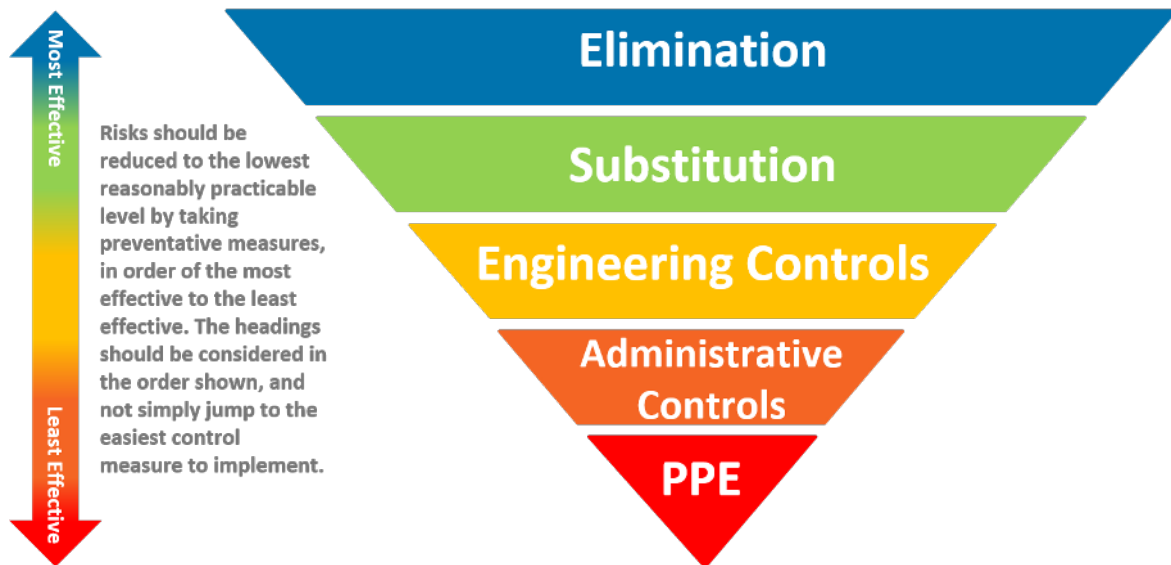 Most Effective
Least Effective
Risks should be
reduced to the lowest
reasonably practicable
level by taking
preventative measures,
in order of the most
effective to the least
effective. The headings
should be considered in
the order shown, and
not simply jump to the
easiest control
measure to implement.
Elimination
Substitution
Engineering Controls
Administrative
Controls
PPE